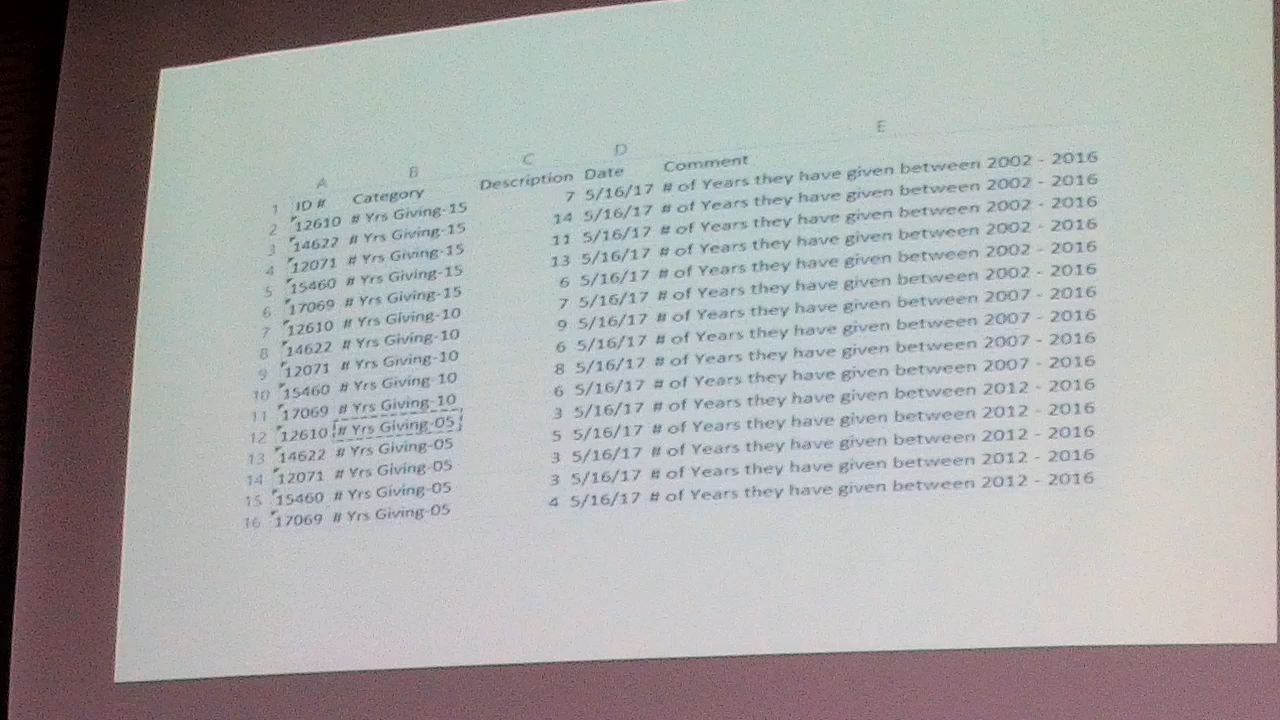 A B C D E
1 ID # Category Description Date Comment
2 12610 # Yrs Giving-15 7 5/16/17 # of Years they have given between 2002 - 2016
3 14622 # Yrs Giving-15 14 5/16/17 # of Years they have given between 2002 - 2016
4 12071 # Yrs Giving-15 11 5/16/17 # of Years they have given between 2002 - 2016
5 15460 # Yrs Giving-15 13 5/16/17 # of Years they have given between 2002 - 2016
6 17069 # Yrs Giving-15 6 5/16/17 # of Years they have given between 2002 - 2016
7 12610 # Yrs Giving-10 7 5/16/17 # of Years they have given between 2002 - 2016
8 14622 # Yrs Giving-10 9 5/16/17 # of Years they have given between 2007 - 2016
9 12071 # Yrs Giving-10 6 5/16/17 # of Years they have given between 2007 - 2016
10 15460 # Yrs Giving-10 8 5/16/17 # of Years they have given between 2007 - 2016
11 17069 # Yrs Giving-10 6 5/16/17 # of Years they have given between 2007 - 2016
12 12610 # Yrs Giving-05 3 5/16/17 # of Years they have given between 2012 - 2016
13 14622 # Yrs Giving-05 5 5/16/17 # of Years they have given between 2012 - 2016
14 12071 # Yrs Giving-05 3 5/16/17 # of Years they have given between 2012 - 2016
15 15460 # Yrs Giving-05 3 5/16/17 # of Years they have given between 2012 - 2016
16 17069 # Yrs Giving-05 4 5/16/17 # of Years they have given between 2012 - 2016